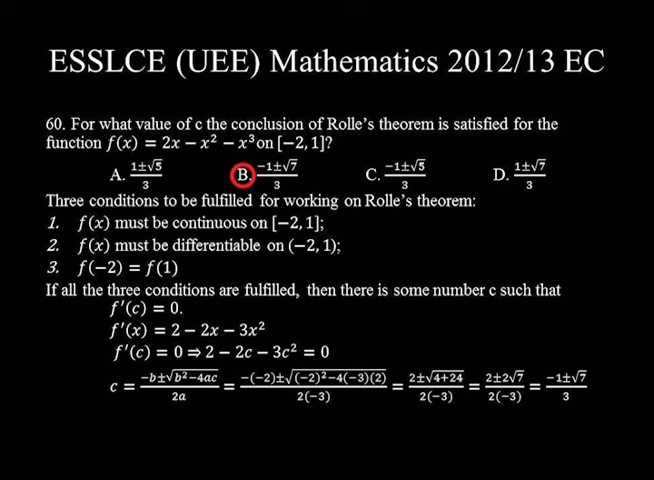 ESSLCE (UEE) Mathematics 2012/13 EC
60. For what value of c the conclusion of Rolle's theorem is satisfied for the
function f(x) = 2x − x² − x³ on [−2, 1]?
A. (1±√5)/3 B. (−1±√7)/3 C. (−1±√5)/3 D. (1±√7)/3
Three conditions to be fulfilled for working on Rolle's theorem:
1. f(x) must be continuous on [−2, 1];
2. f(x) must be differentiable on (−2, 1);
3. f(−2) = f(1)
If all the three conditions are fulfilled, then there is some number c such that
f′(c) = 0.
f′(x) = 2 − 2x − 3x²
f′(c) = 0 ⇒ 2 − 2c − 3c² = 0
c = (−b±√(b²−4ac))/(2a) = (−(−2)±√((−2)²−4(−3)(2)))/(2(−3)) = (2±√(4+24))/(2(−3)) = (2±2√7)/(2(−3)) = (−1±√7)/3